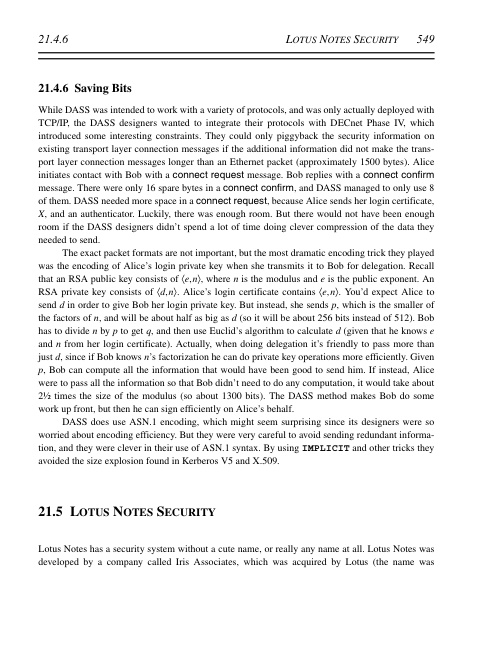 21.4.6 LOTUS NOTES SECURITY 549
21.4.6 Saving Bits
While DASS was intended to work with a variety of protocols, and was only actually deployed with
TCP/IP, the DASS designers wanted to integrate their protocols with DECnet Phase IV, which
introduced some interesting constraints. They could only piggyback the security information on
existing transport layer connection messages if the additional information did not make the trans-
port layer connection messages longer than an Ethernet packet (approximately 1500 bytes). Alice
initiates contact with Bob with a connect request message. Bob replies with a connect confirm
message. There were only 16 spare bytes in a connect confirm, and DASS managed to only use 8
of them. DASS needed more space in a connect request, because Alice sends her login certificate,
X, and an authenticator. Luckily, there was enough room. But there would not have been enough
room if the DASS designers didn't spend a lot of time doing clever compression of the data they
needed to send.
The exact packet formats are not important, but the most dramatic encoding trick they played
was the encoding of Alice's login private key when she transmits it to Bob for delegation. Recall
that an RSA public key consists of ⟨e,n⟩, where n is the modulus and e is the public exponent. An
RSA private key consists of ⟨d,n⟩. Alice's login certificate contains ⟨e,n⟩. You'd expect Alice to
send d in order to give Bob her login private key. But instead, she sends p, which is the smaller of
the factors of n, and will be about half as big as d (so it will be about 256 bits instead of 512). Bob
has to divide n by p to get q, and then use Euclid's algorithm to calculate d (given that he knows e
and n from her login certificate). Actually, when doing delegation it's friendly to pass more than
just d, since if Bob knows n's factorization he can do private key operations more efficiently. Given
p, Bob can compute all the information that would have been good to send him. If instead, Alice
were to pass all the information so that Bob didn't need to do any computation, it would take about
2½ times the size of the modulus (so about 1300 bits). The DASS method makes Bob do some
work up front, but then he can sign efficiently on Alice's behalf.
DASS does use ASN.1 encoding, which might seem surprising since its designers were so
worried about encoding efficiency. But they were very careful to avoid sending redundant informa-
tion, and they were clever in their use of ASN.1 syntax. By using IMPLICIT and other tricks they
avoided the size explosion found in Kerberos V5 and X.509.
21.5 LOTUS NOTES SECURITY
Lotus Notes has a security system without a cute name, or really any name at all. Lotus Notes was
developed by a company called Iris Associates, which was acquired by Lotus (the name was